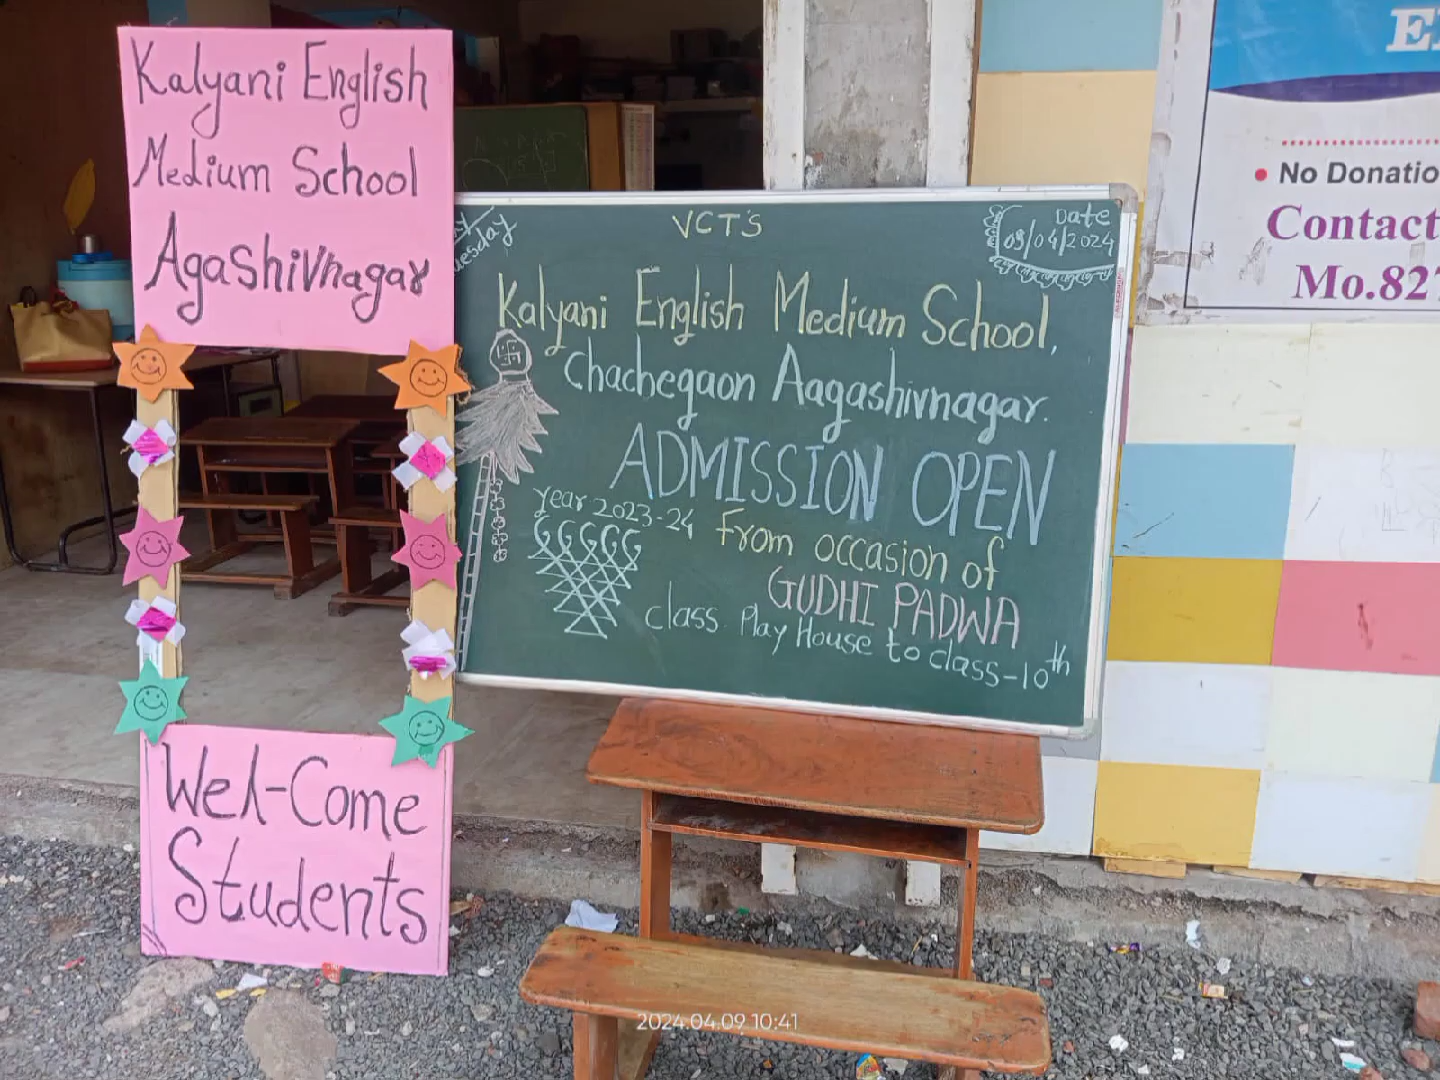 Kalyani English
Medium School
AgaShivnagar
Wel-Come
Students
VCT'S
Date
09/04/2024
Kalyani English Medium School,
Chachegaon Aagashivnagar.
ADMISSION OPEN
year 2023-24
From occasion of
GUDHI PADWA
class Play House to class-10th
No Donatio
Contact
Mo.827
2024.04.09 10:41